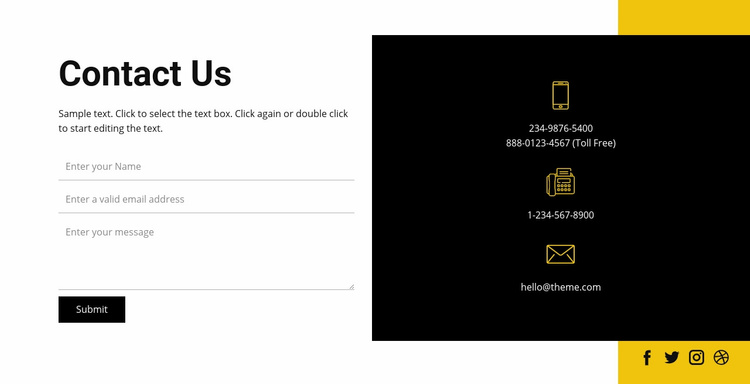 Contact Us
Sample text. Click to select the text box. Click again or double click
to start editing the text.
Enter your Name
Enter a valid email address
Enter your message
Submit
234-9876-5400
888-0123-4567 (Toll Free)
1-234-567-8900
hello@theme.com